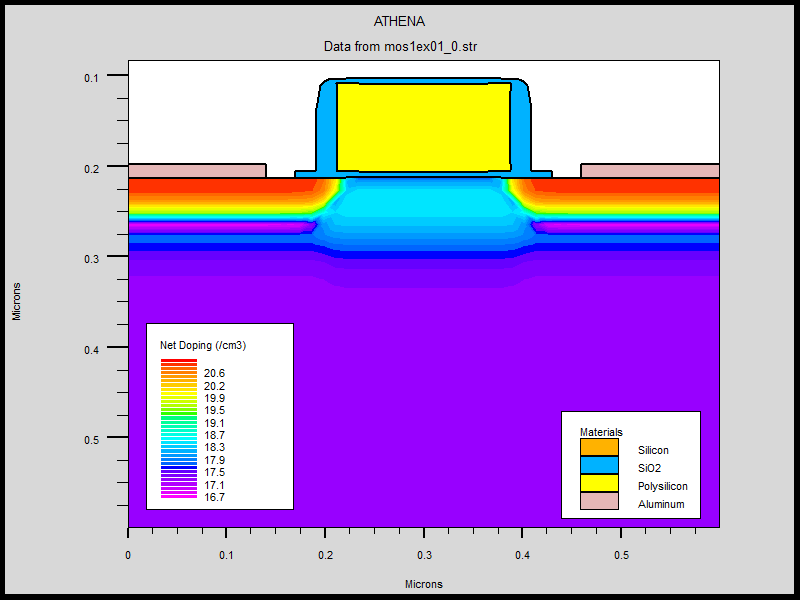 ATHENA
Data from mos1ex01_0.str
0.1
0.2
0.3
0.4
0.5
Microns
Net Doping (/cm3)
20.6
20.2
19.9
19.5
19.1
18.7
18.3
17.9
17.5
17.1
16.7
Materials
Silicon
SiO2
Polysilicon
Aluminum
0 0.1 0.2 0.3 0.4 0.5
Microns